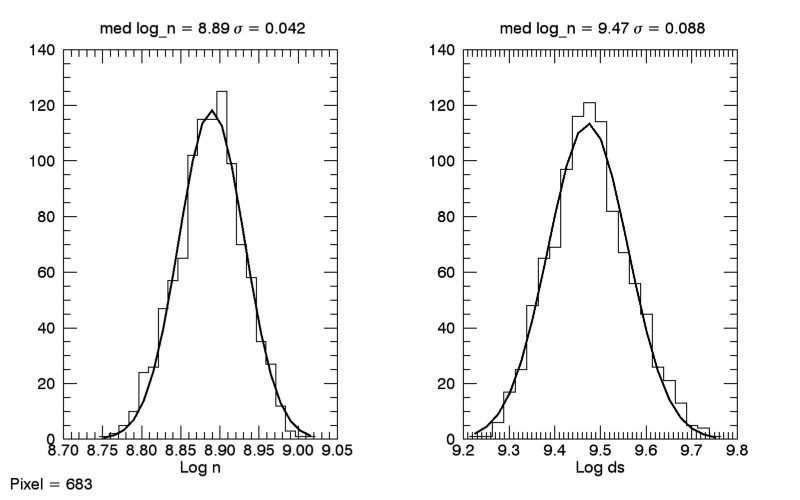 med log_n = 8.89 σ = 0.042
140
120
100
80
60
40
20
0
8.70 8.75 8.80 8.85 8.90 8.95 9.00 9.05
Log n
med log_n = 9.47 σ = 0.088
140
120
100
80
60
40
20
0
9.2 9.3 9.4 9.5 9.6 9.7 9.8
Log ds
Pixel = 683